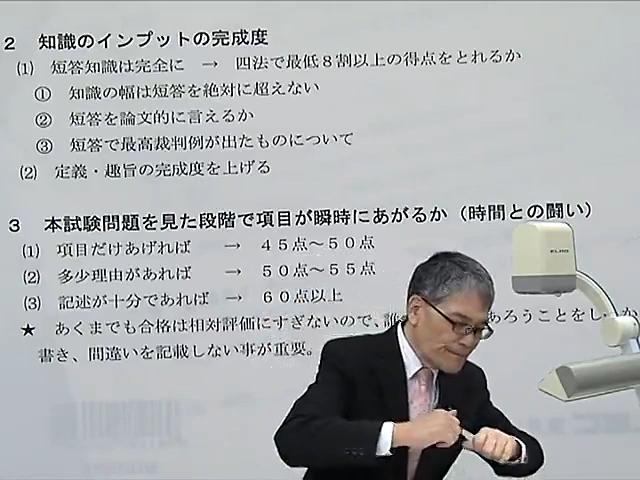 ２　知識のインプットの完成度
⑴　短答知識は完全に　→　四法で最低８割以上の得点をとれるか
①　知識の幅は短答を絶対に超えない
②　短答を論文的に言えるか
③　短答で最高裁判例が出たものについて
⑵　定義・趣旨の完成度を上げる
３　本試験問題を見た段階で項目が瞬時にあがるか（時間との闘い）
⑴　項目だけあげれば　→　４５点～５０点
⑵　多少理由があれば　→　５０点～５５点
⑶　記述が十分であれば　→　６０点以上
★　あくまでも合格は相対評価にすぎないので、誰 あろうことをし か
書き、間違いを記載しない事が重要。
ELMO